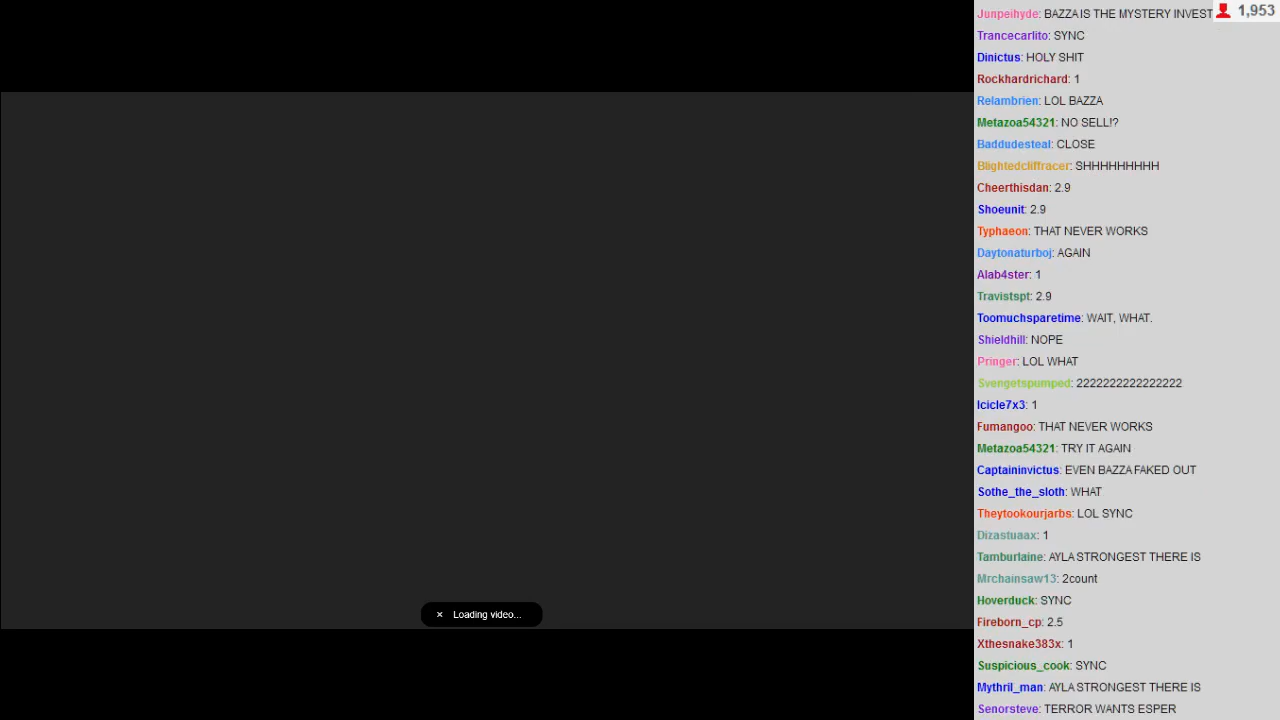 Junpeihyde: BAZZA IS THE MYSTERY INVEST
1,953
Trancecarlito: SYNC
Dinictus: HOLY SHIT
Rockhardrichard: 1
Relambrien: LOL BAZZA
Metazoa54321: NO SELL!?
Baddudesteal: CLOSE
Blightedcliffracer: SHHHHHHHHH
Cheerthisdan: 2.9
Shoeunit: 2.9
Typhaeon: THAT NEVER WORKS
Daytonaturboj: AGAIN
Alab4ster: 1
Travistspt: 2.9
Toomuchsparetime: WAIT, WHAT.
Shieldhill: NOPE
Pringer: LOL WHAT
Svengetspumped: 2222222222222222
Icicle7x3: 1
Fumangoo: THAT NEVER WORKS
Metazoa54321: TRY IT AGAIN
Captaininvictus: EVEN BAZZA FAKED OUT
Sothe_the_sloth: WHAT
Theytookourjarbs: LOL SYNC
Dizastuaax: 1
Tamburlaine: AYLA STRONGEST THERE IS
Mrchainsaw13: 2count
Hoverduck: SYNC
× Loading video...
Fireborn_cp: 2.5
Xthesnake383x: 1
Suspicious_cook: SYNC
Mythril_man: AYLA STRONGEST THERE IS
Senorsteve: TERROR WANTS ESPER